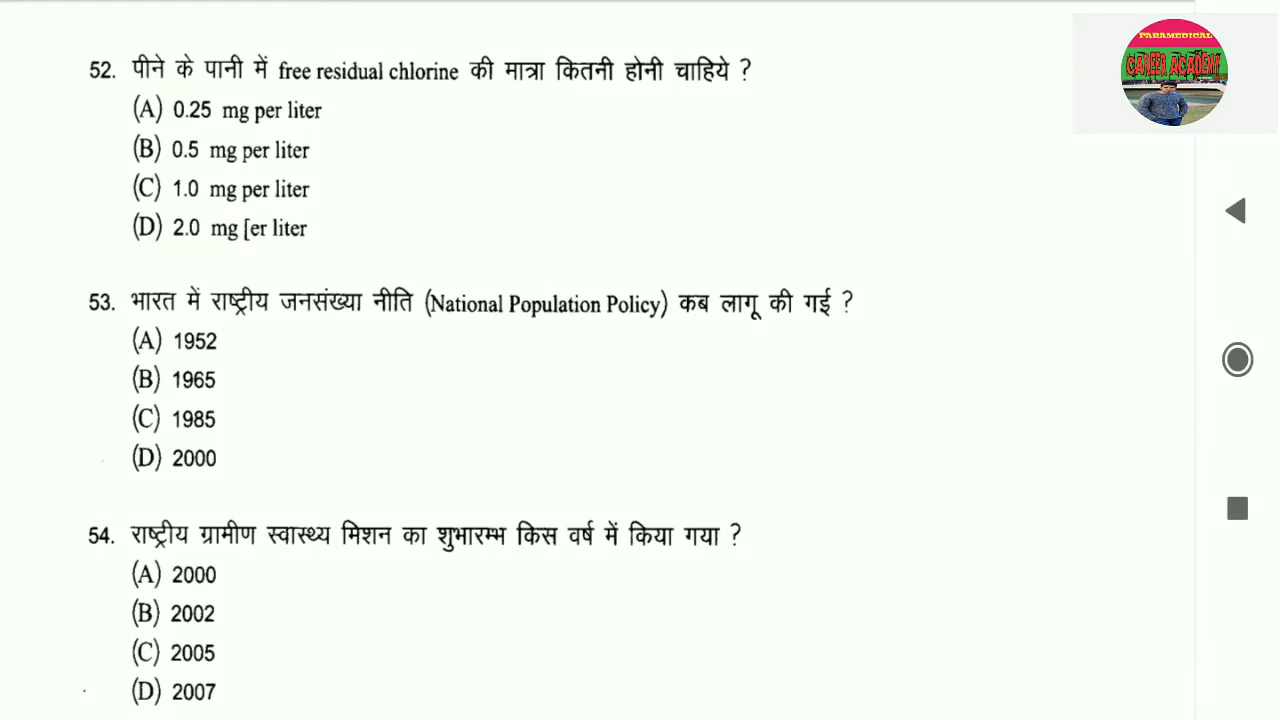 PARAMEDICAL
CAREER ACADEMY
52. पीने के पानी में free residual chlorine की मात्रा कितनी होनी चाहिये ?
(A) 0.25 mg per liter
(B) 0.5 mg per liter
(C) 1.0 mg per liter
(D) 2.0 mg [er liter
53. भारत में राष्ट्रीय जनसंख्या नीति (National Population Policy) कब लागू की गई ?
(A) 1952
(B) 1965
(C) 1985
(D) 2000
54. राष्ट्रीय ग्रामीण स्वास्थ्य मिशन का शुभारम्भ किस वर्ष में किया गया ?
(A) 2000
(B) 2002
(C) 2005
(D) 2007